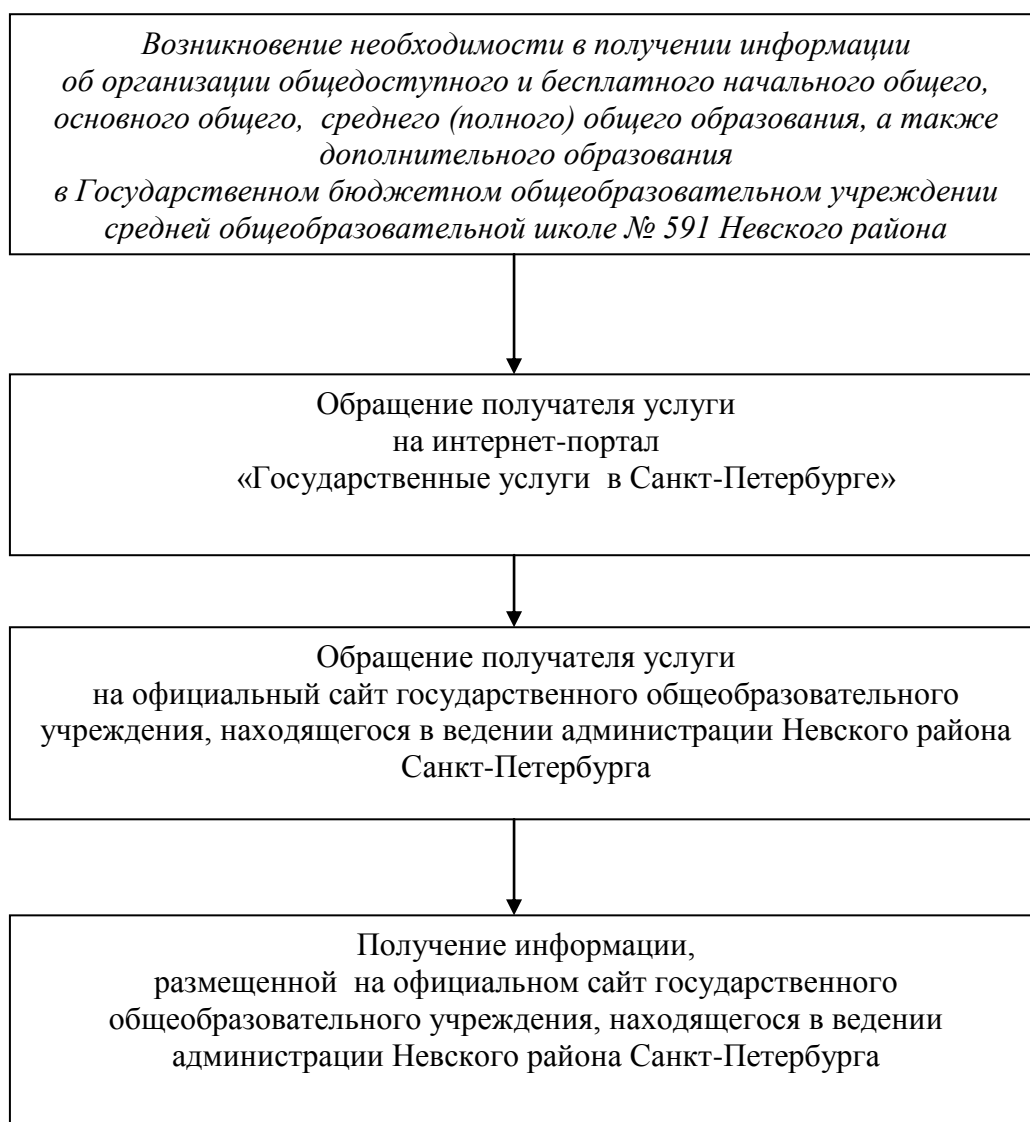 Возникновение необходимости в получении информации
об организации общедоступного и бесплатного начального общего,
основного общего, среднего (полного) общего образования, а также
дополнительного образования
в Государственном бюджетном общеобразовательном учреждении
средней общеобразовательной школе № 591 Невского района
Обращение получателя услуги
на интернет-портал
«Государственные услуги в Санкт-Петербурге»
Обращение получателя услуги
на официальный сайт государственного общеобразовательного
учреждения, находящегося в ведении администрации Невского района
Санкт-Петербурга
Получение информации,
размещенной на официальном сайт государственного
общеобразовательного учреждения, находящегося в ведении
администрации Невского района Санкт-Петербурга